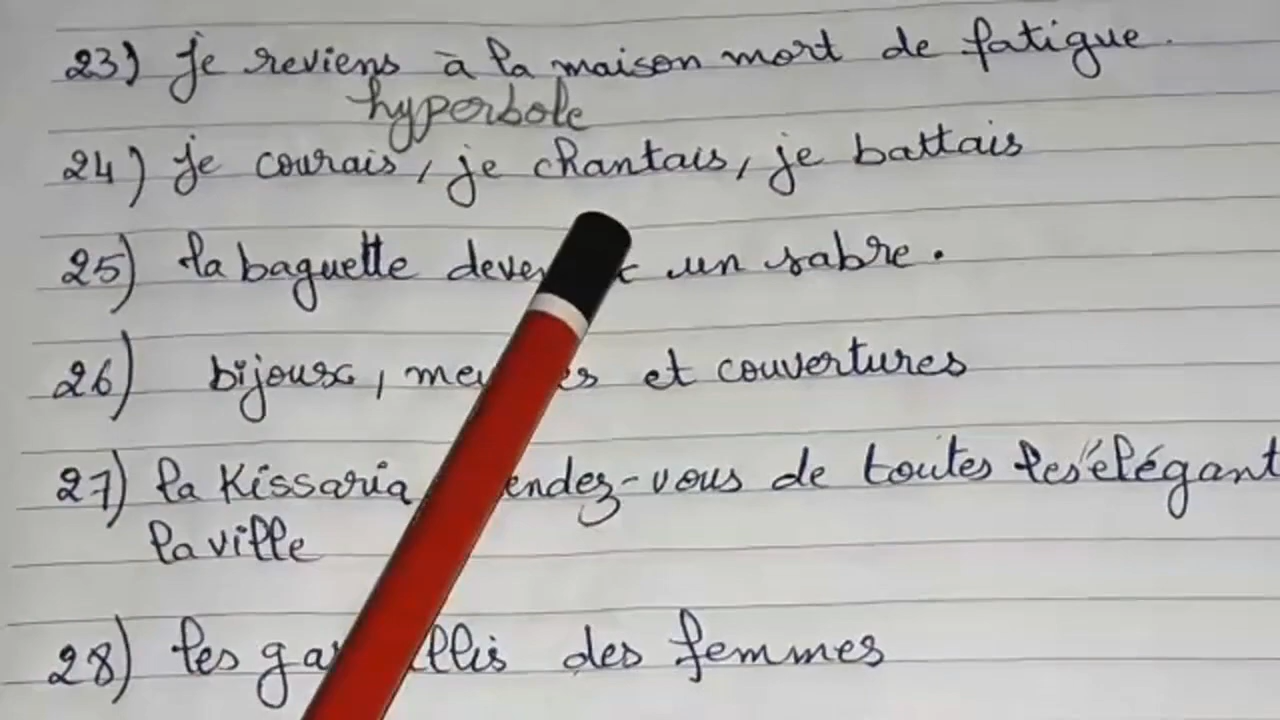 23) je reviens à la maison mort de fatigue.
hyperbole
24) je courais, je chantais, je battais
25) la baguette un sabre.
26) bijoux, et couvertures
27) la Kissaria de toutes les élégant
la ville
28) les des femmes